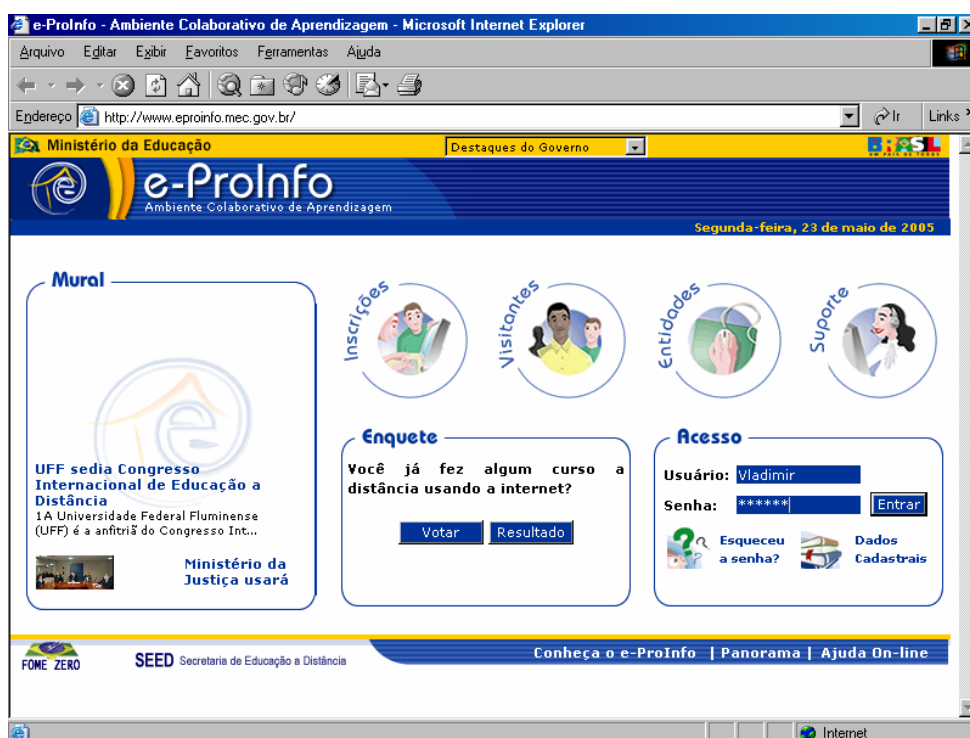 e-ProInfo - Ambiente Colaborativo de Aprendizagem - Microsoft Internet Explorer
Arquivo Editar Exibir Favoritos Ferramentas Ajuda
Endereço http://www.eproinfo.mec.gov.br/ Ir Links
Ministério da Educação Destaques do Governo BRASIL
UM PAÍS DE TODOS
e-ProInfo
Ambiente Colaborativo de Aprendizagem
Segunda-feira, 23 de maio de 2005
Mural
Inscrições Visitantes Entidades Suporte
UFF sedia Congresso
Internacional de Educação a
Distância
1A Universidade Federal Fluminense
(UFF) é a anfitriã do Congresso Int...
Ministério da
Justiça usará
Enquete
Você já fez algum curso a
distância usando a internet?
Votar Resultado
Acesso
Usuário: Vladimir
Senha: ****** Entrar
Esqueceu
a senha?
Dados
Cadastrais
FOME ZERO
SEED Secretaria de Educação a Distância
Conheça o e-ProInfo | Panorama | Ajuda On-line
Internet